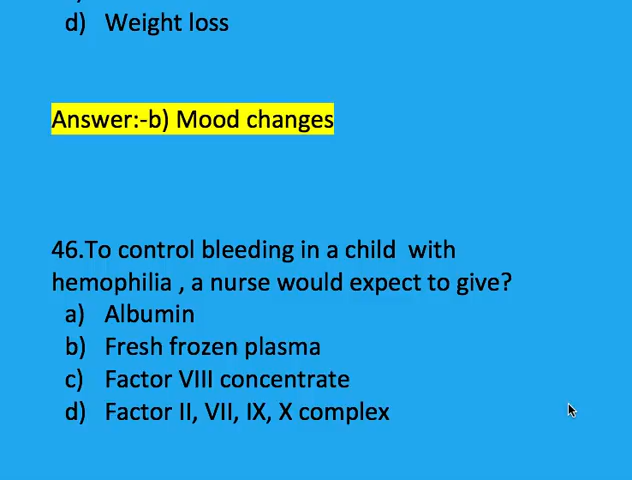 d) Weight loss
Answer:-b) Mood changes
46.To control bleeding in a child with
hemophilia , a nurse would expect to give?
a) Albumin
b) Fresh frozen plasma
c) Factor VIII concentrate
d) Factor II, VII, IX, X complex